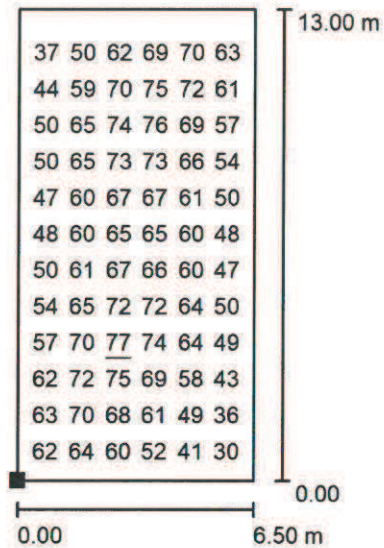 13.00 m
37 50 62 69 70 63
44 59 70 75 72 61
50 65 74 76 69 57
50 65 73 73 66 54
47 60 67 67 61 50
48 60 65 65 60 48
50 61 67 66 60 47
54 65 72 72 64 50
57 70 77 74 64 49
62 72 75 69 58 43
63 70 68 61 49 36
62 64 60 52 41 30
0.00
0.00 6.50 m